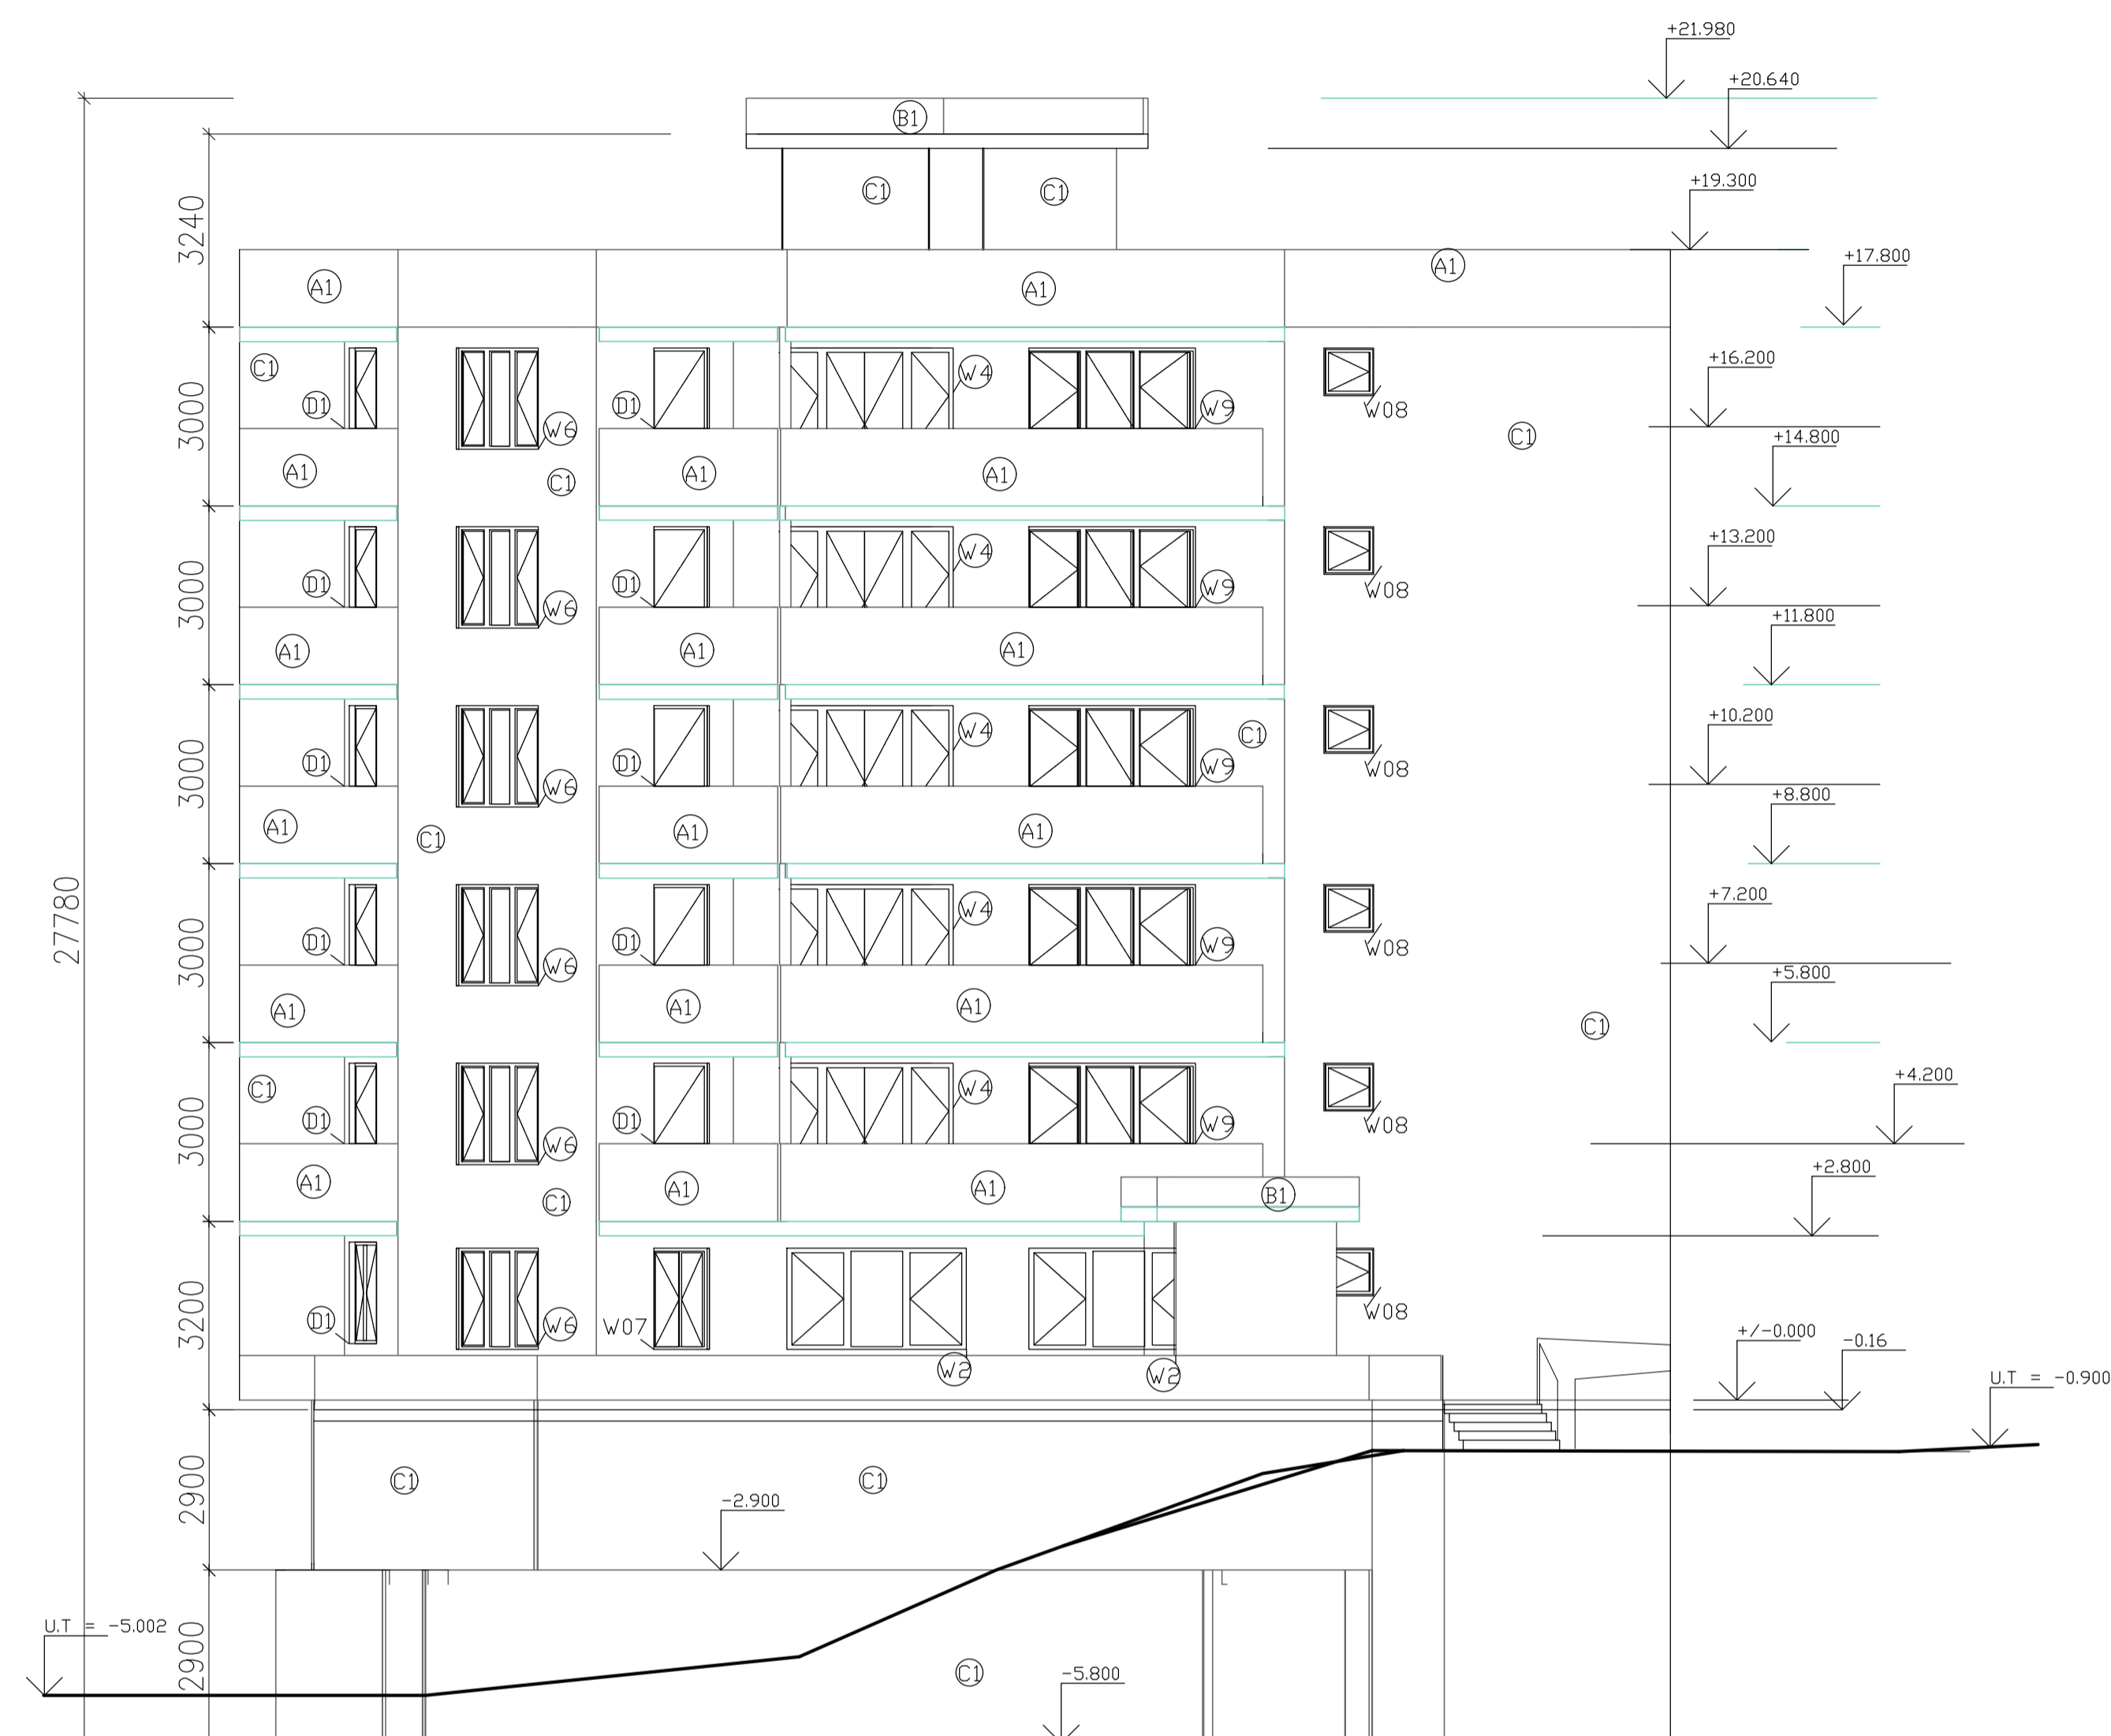 +21.980
+20.640
B1
+19.300
C1
C1
3240
+17.800
A1
A1
A1
+16.200
C1
W4
D1
D1
W9
W08
3000
W6
C1
+14.800
A1
A1
A1
C1
+13.200
W4
D1
D1
W9
W08
3000
W6
+11.800
A1
A1
A1
+10.200
W4
C1
D1
D1
W9
W08
3000
W6
+8.800
A1
A1
A1
C1
27780
+7.200
W4
D1
D1
W9
W08
3000
W6
+5.800
A1
A1
A1
C1
+4.200
C1
W4
D1
D1
W9
W08
3000
W6
+2.800
A1
A1
A1
B1
C1
3200
D1
W6
W07
W08
W2
W2
+/-0.000
-0.16
U.T = -0.900
2900
C1
C1
-2.900
U.T = -5.002
2900
C1
-5.800